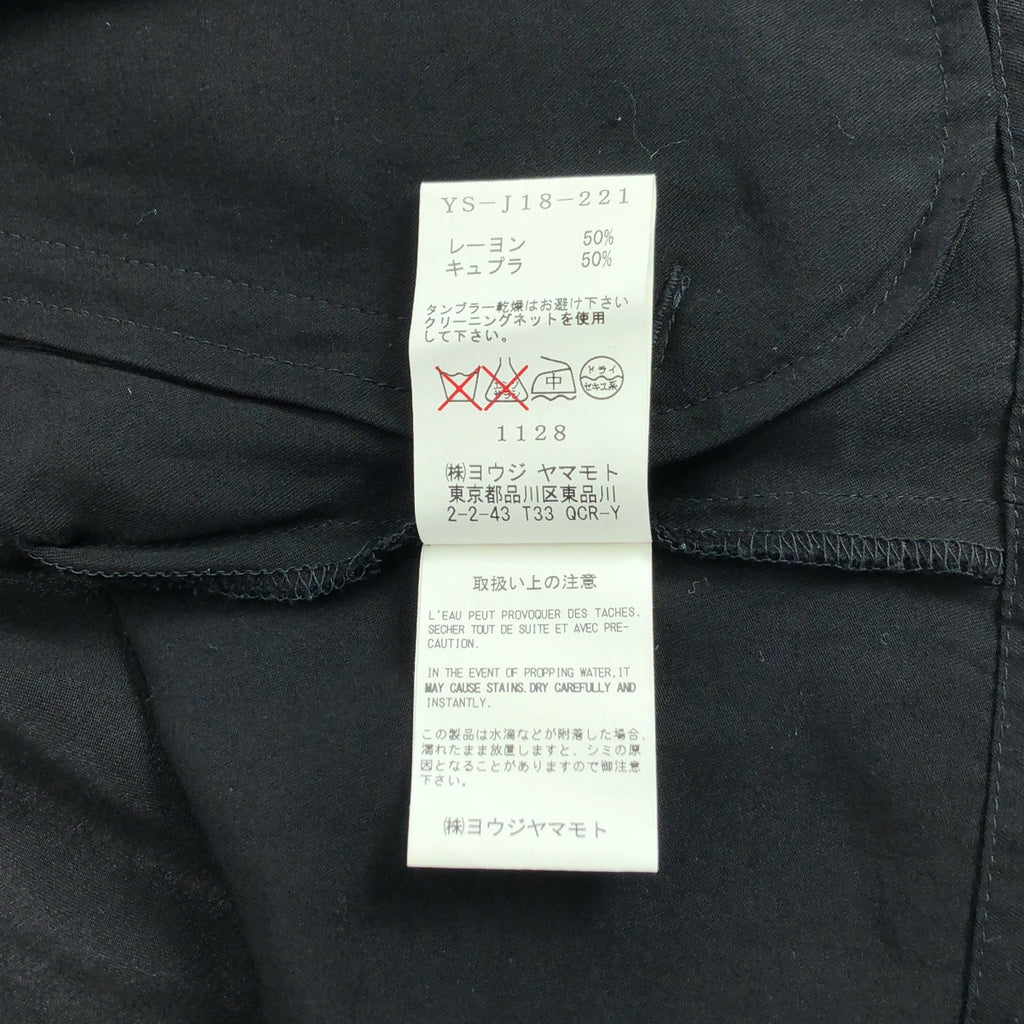 YS-J18-221
レーヨン 50%
キュプラ 50%
タンブラー乾燥はお避け下さい
クリーニングネットを使用
して下さい。
エンソ サラシ 中 ドライ セキユ系
1128
㈱ヨウジ ヤマモト
東京都品川区東品川
2-2-43 T33 QCR-Y
取扱い上の注意
L'EAU PEUT PROVOQUER DES TACHES.
SECHER TOUT DE SUITE ET AVEC PRE-
CAUTION.
IN THE EVENT OF PROPPING WATER,IT
MAY CAUSE STAINS.DRY CAREFULLY AND
INSTANTLY.
この製品は水滴などが附着した場合、
濡れたまま放置しますと、シミの原
因となることがありますので御注意
下さい。
㈱ヨウジヤマモト